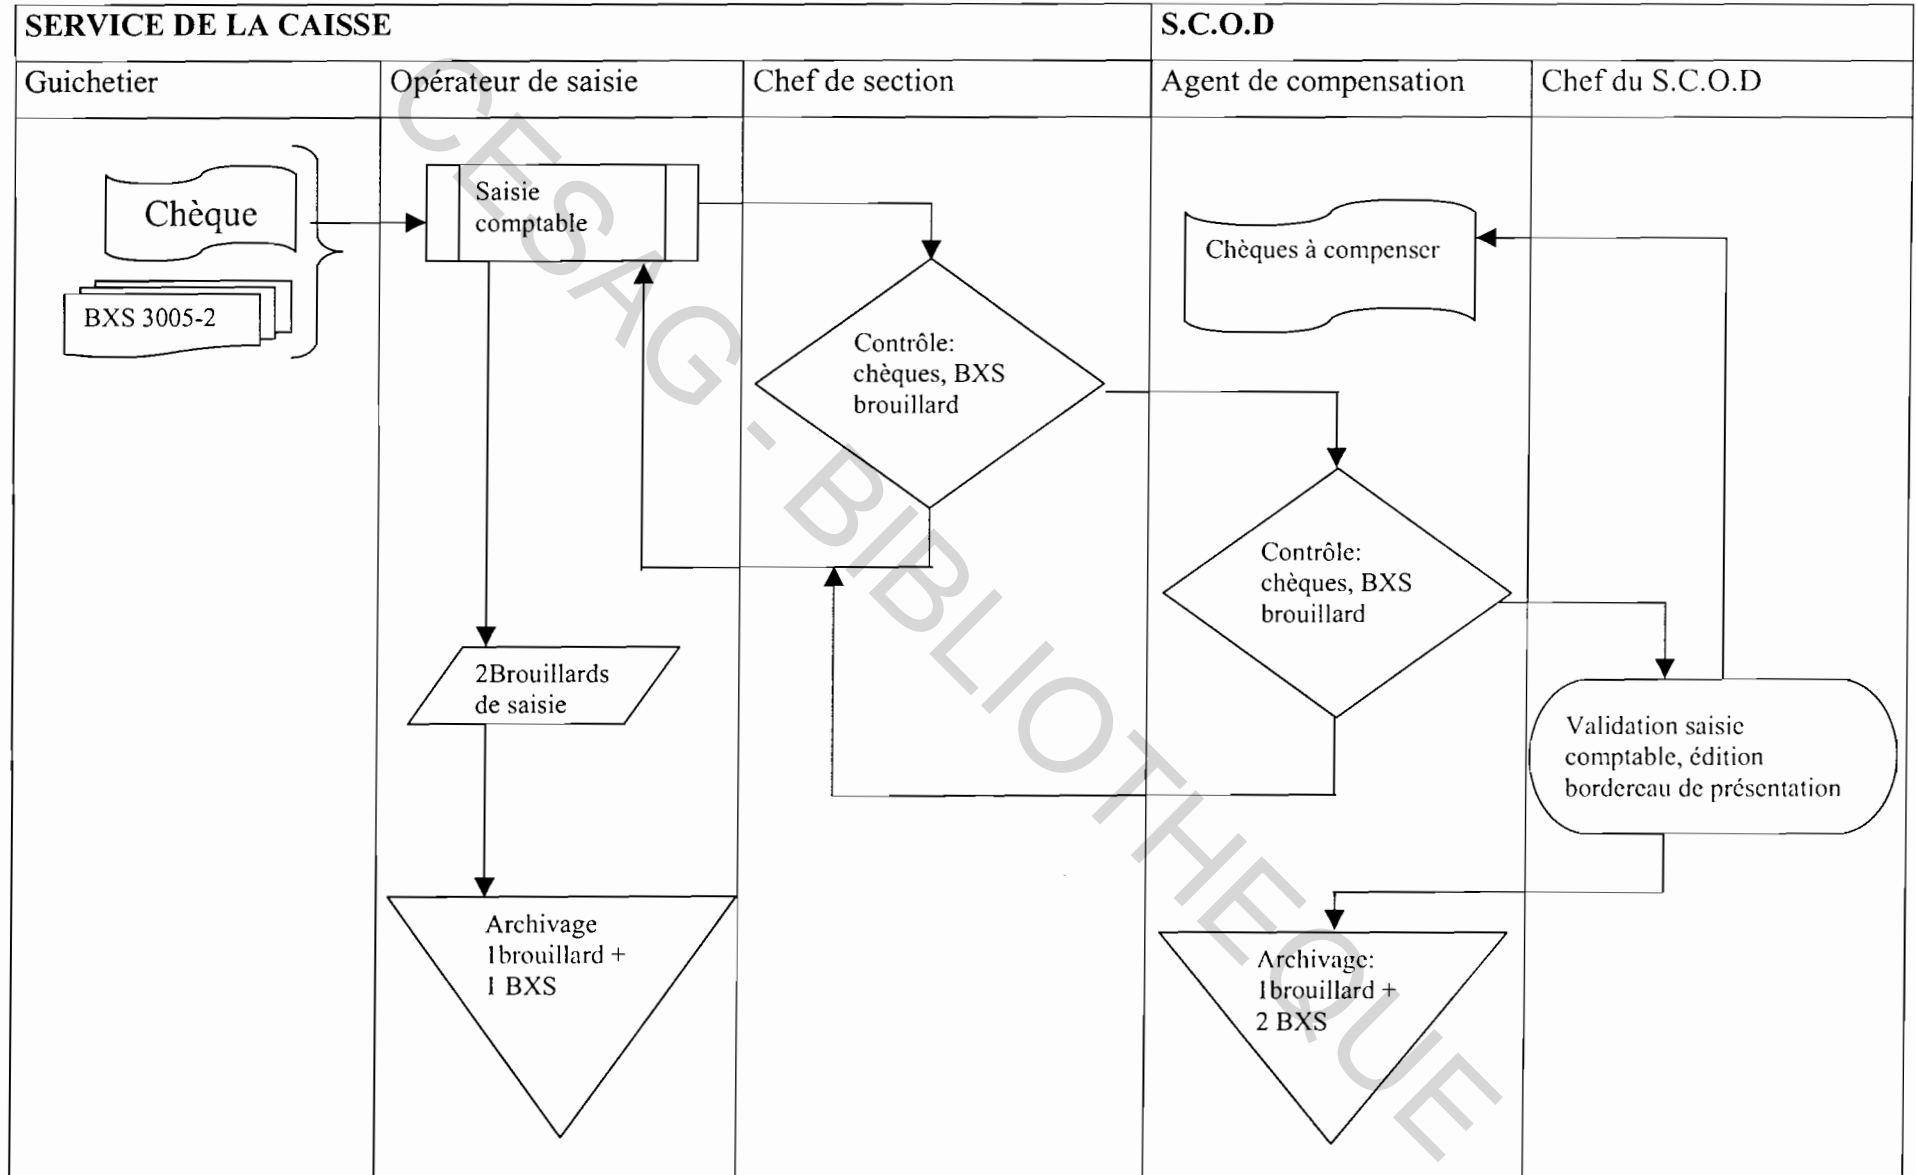 SERVICE DE LA CAISSE
S.C.O.D
Guichetier
Opérateur de saisie
Chef de section
Agent de compensation
Chef du S.C.O.D
Chèque
BXS 3005-2
Saisie
comptable
Contrôle:
chèques, BXS
brouillard
Chèques à compenser
Contrôle:
chèques, BXS
brouillard
2Brouillards
de saisie
Validation saisie
comptable, édition
bordereau de présentation
Archivage
1brouillard +
1 BXS
Archivage:
1brouillard +
2 BXS
CESAG - BIBLIOTHEQUE